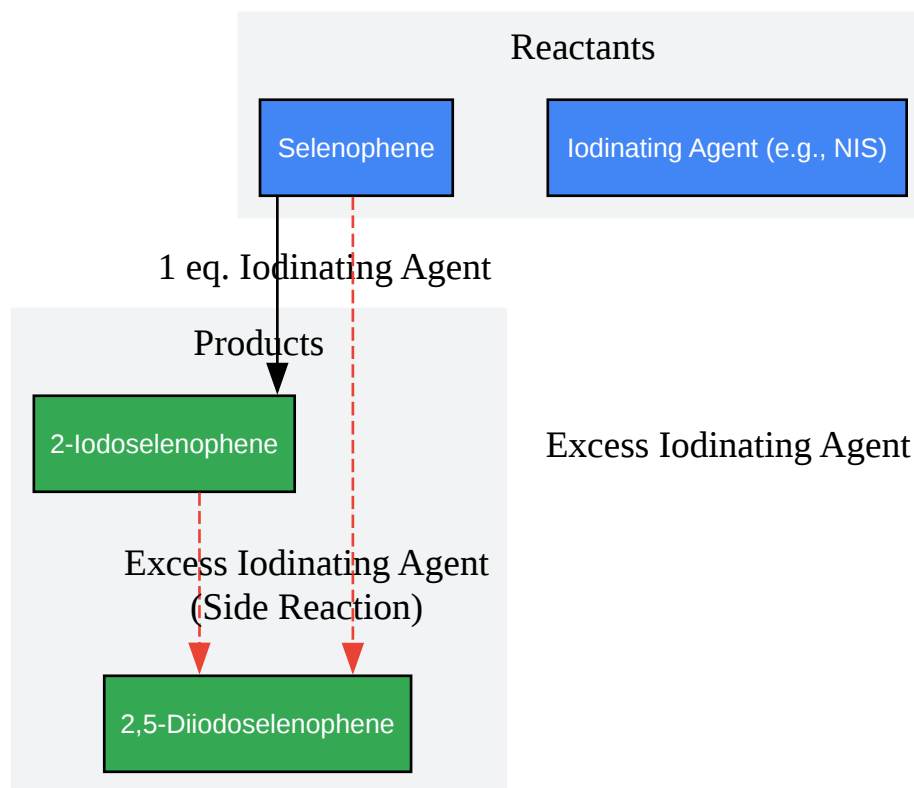 Reactants
Selenophene
Iodinating Agent (e.g., NIS)
1 eq. Iodinating Agent
Products
2-Iodoselenophene
Excess Iodinating Agent
Excess Iodinating Agent
(Side Reaction)
2,5-Diiodoselenophene